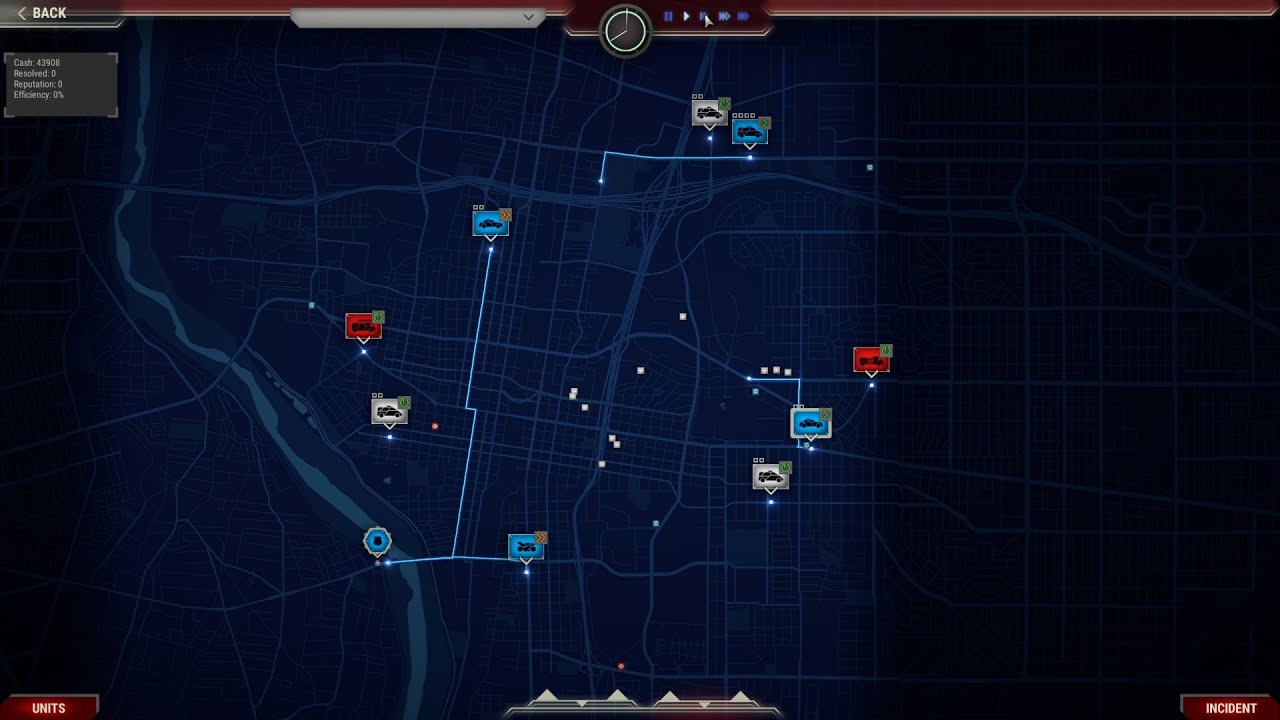 BACK
Cash: 43908
Resolved: 0
Reputation: 0
Efficiency: 0%
UNITS
INCIDENT